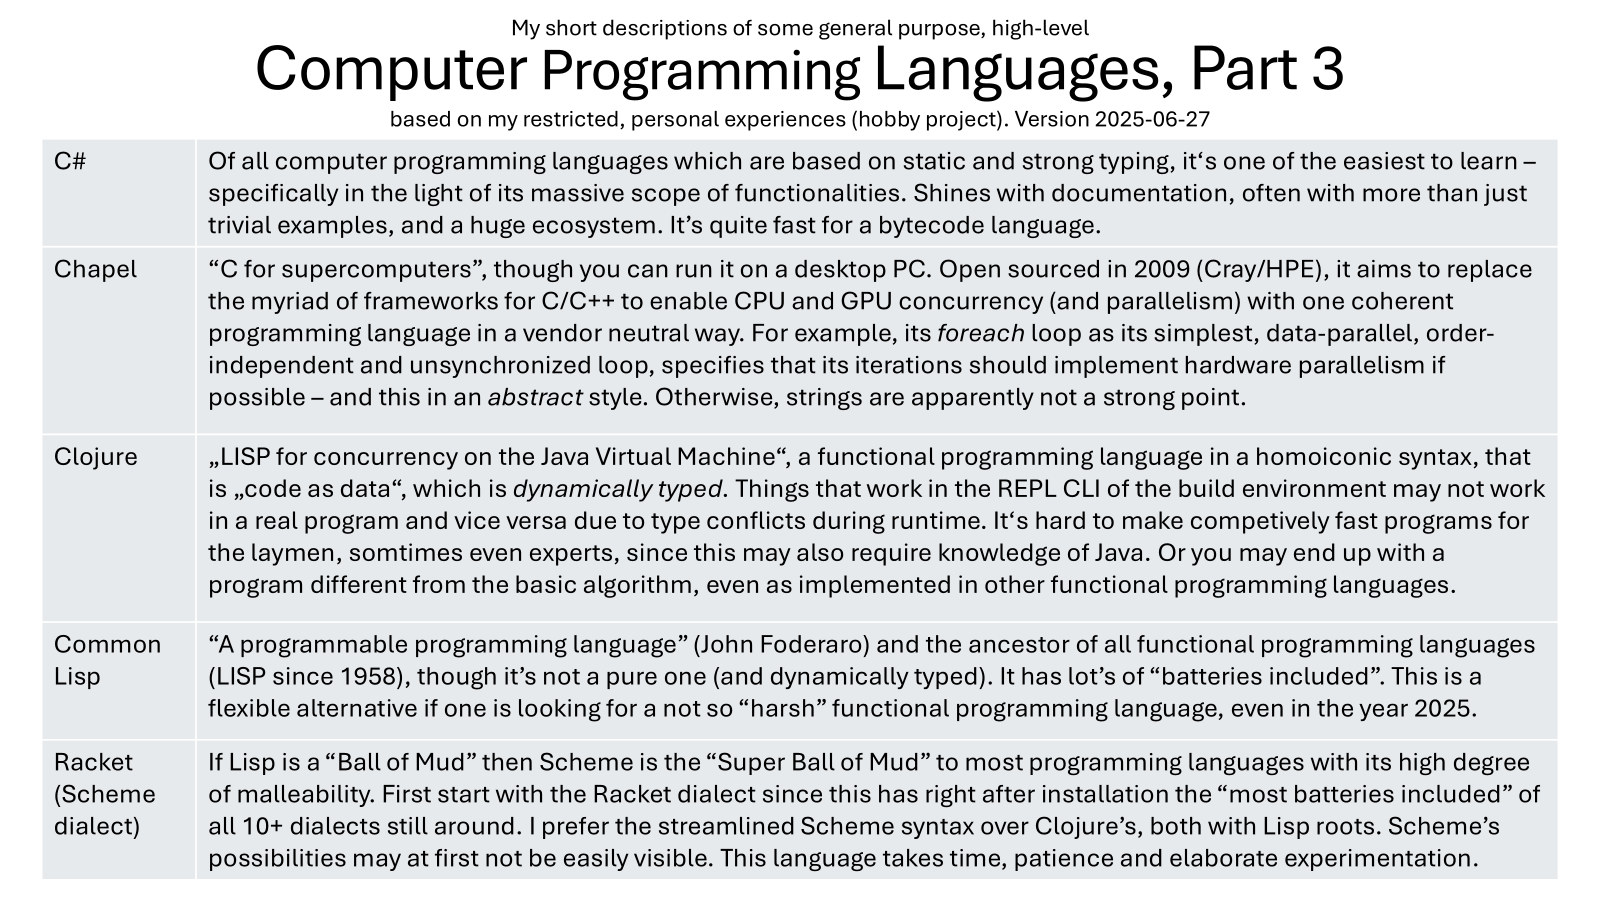 My short descriptions of some general purpose, high-level
Computer Programming Languages, Part 3
based on my restricted, personal experiences (hobby project). Version 2025-06-27
C#
Of all computer programming languages which are based on static and strong typing, it‘s one of the easiest to learn –
specifically in the light of its massive scope of functionalities. Shines with documentation, often with more than just
trivial examples, and a huge ecosystem. It’s quite fast for a bytecode language.
Chapel
“C for supercomputers”, though you can run it on a desktop PC. Open sourced in 2009 (Cray/HPE), it aims to replace
the myriad of frameworks for C/C++ to enable CPU and GPU concurrency (and parallelism) with one coherent
programming language in a vendor neutral way. For example, its foreach loop as its simplest, data-parallel, order-
independent and unsynchronized loop, specifies that its iterations should implement hardware parallelism if
possible – and this in an abstract style. Otherwise, strings are apparently not a strong point.
Clojure
„LISP for concurrency on the Java Virtual Machine“, a functional programming language in a homoiconic syntax, that
is „code as data“, which is dynamically typed. Things that work in the REPL CLI of the build environment may not work
in a real program and vice versa due to type conflicts during runtime. It‘s hard to make competively fast programs for
the laymen, somtimes even experts, since this may also require knowledge of Java. Or you may end up with a
program different from the basic algorithm, even as implemented in other functional programming languages.
Common
Lisp
“A programmable programming language” (John Foderaro) and the ancestor of all functional programming languages
(LISP since 1958), though it’s not a pure one (and dynamically typed). It has lot’s of “batteries included”. This is a
flexible alternative if one is looking for a not so “harsh” functional programming language, even in the year 2025.
Racket
(Scheme
dialect)
If Lisp is a “Ball of Mud” then Scheme is the “Super Ball of Mud” to most programming languages with its high degree
of malleability. First start with the Racket dialect since this has right after installation the “most batteries included” of
all 10+ dialects still around. I prefer the streamlined Scheme syntax over Clojure’s, both with Lisp roots. Scheme’s
possibilities may at first not be easily visible. This language takes time, patience and elaborate experimentation.